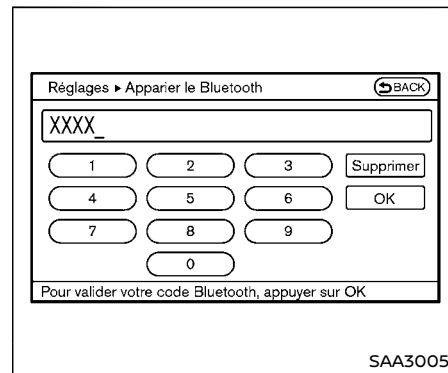 Réglages ▸ Apparier le Bluetooth
BACK
XXXX_
1 2 3 Supprimer
4 5 6 OK
7 8 9
0
Pour valider votre code Bluetooth, appuyer sur OK
SAA3005